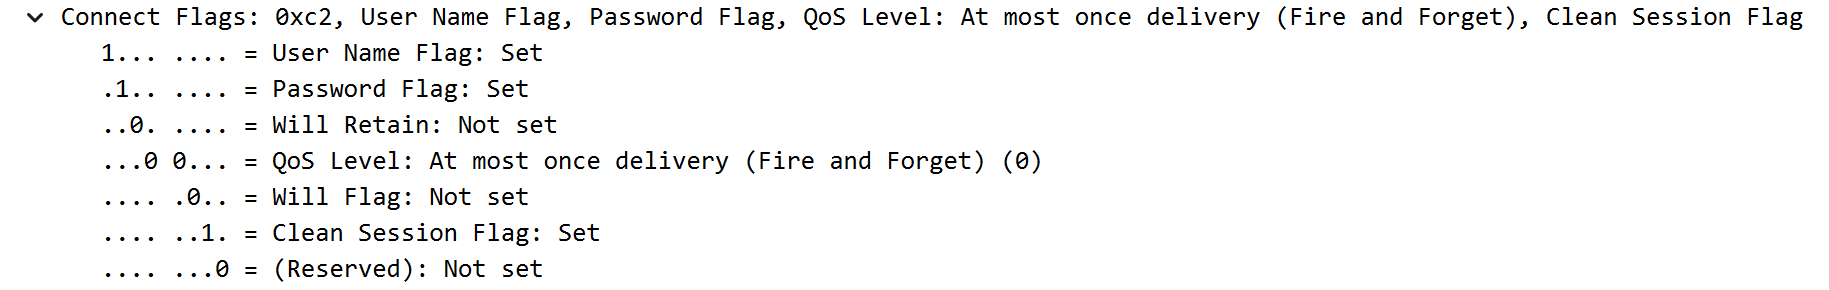 Connect Flags: 0xc2, User Name Flag, Password Flag, QoS Level: At most once delivery (Fire and Forget), Clean Session Flag
1... .... = User Name Flag: Set
.1.. .... = Password Flag: Set
..0. .... = Will Retain: Not set
...0 0... = QoS Level: At most once delivery (Fire and Forget) (0)
.... .0.. = Will Flag: Not set
.... ..1. = Clean Session Flag: Set
.... ...0 = (Reserved): Not set